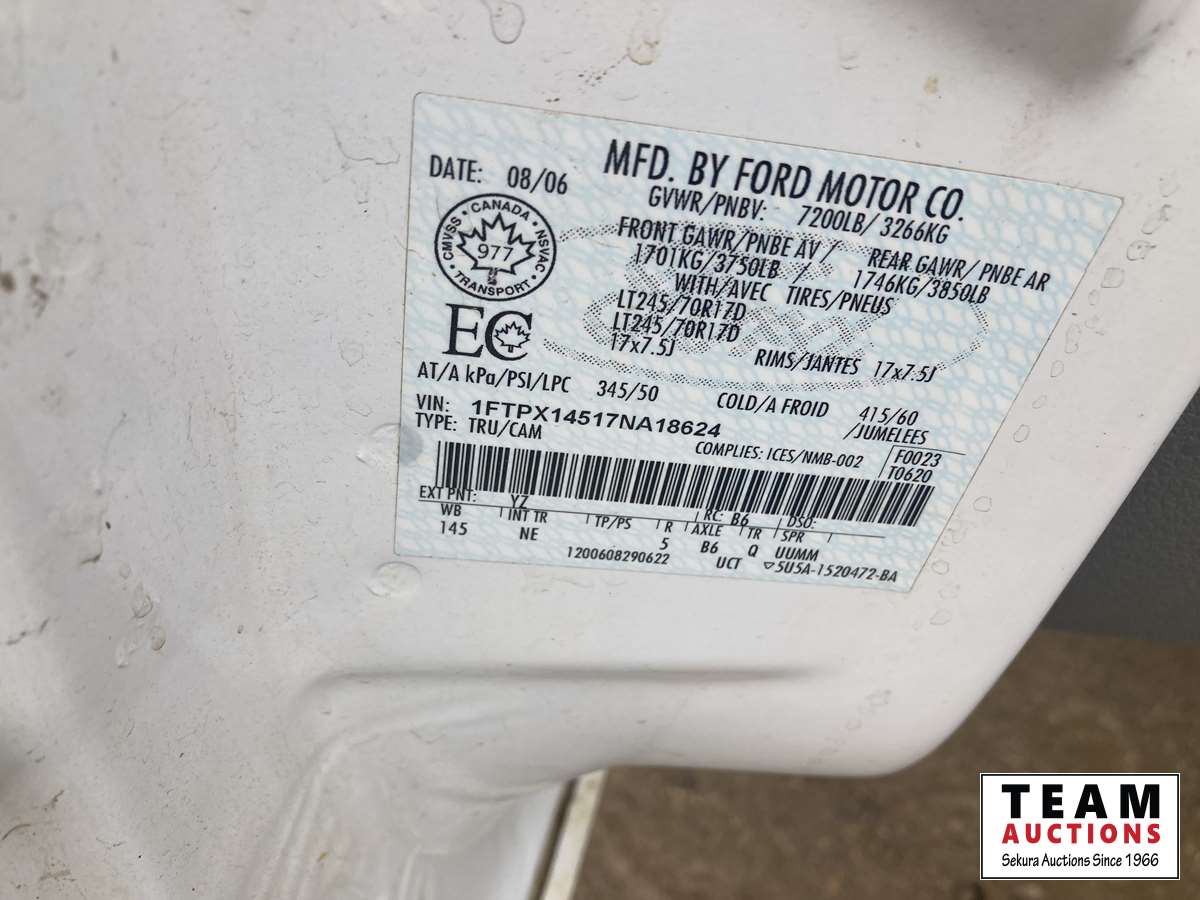 MFD. BY FORD MOTOR CO.
DATE: 08/06
GVWR/PNBV: 7200LB/ 3266KG
CMVSS · CANADA · NSVAC
977
TRANSPORT
FRONT GAWR/PNBE AV/ REAR GAWR/ PNBE AR
1701KG/3750LB / 1746KG/3850LB
WITH/AVEC TIRES/PNEUS
LT245/70R17D
LT245/70R17D
17x7.5J RIMS/JANTES 17x7.5J
EC
AT/A kPa/PSI/LPC 345/50 COLD/A FROID 415/60
VIN: 1FTPX14517NA18624 /JUMELEES
TYPE: TRU/CAM COMPLIES: ICES/NMB-002 F0023
T0620
EXT PNT: YZ RC: B6 DSO:
WB INT TR TP/PS R AXLE TR SPR
145 NE 5 B6 Q UUMM
1200608290622 UCT ▽5U5A-1520472-BA
TEAM
AUCTIONS
Sekura Auctions Since 1966